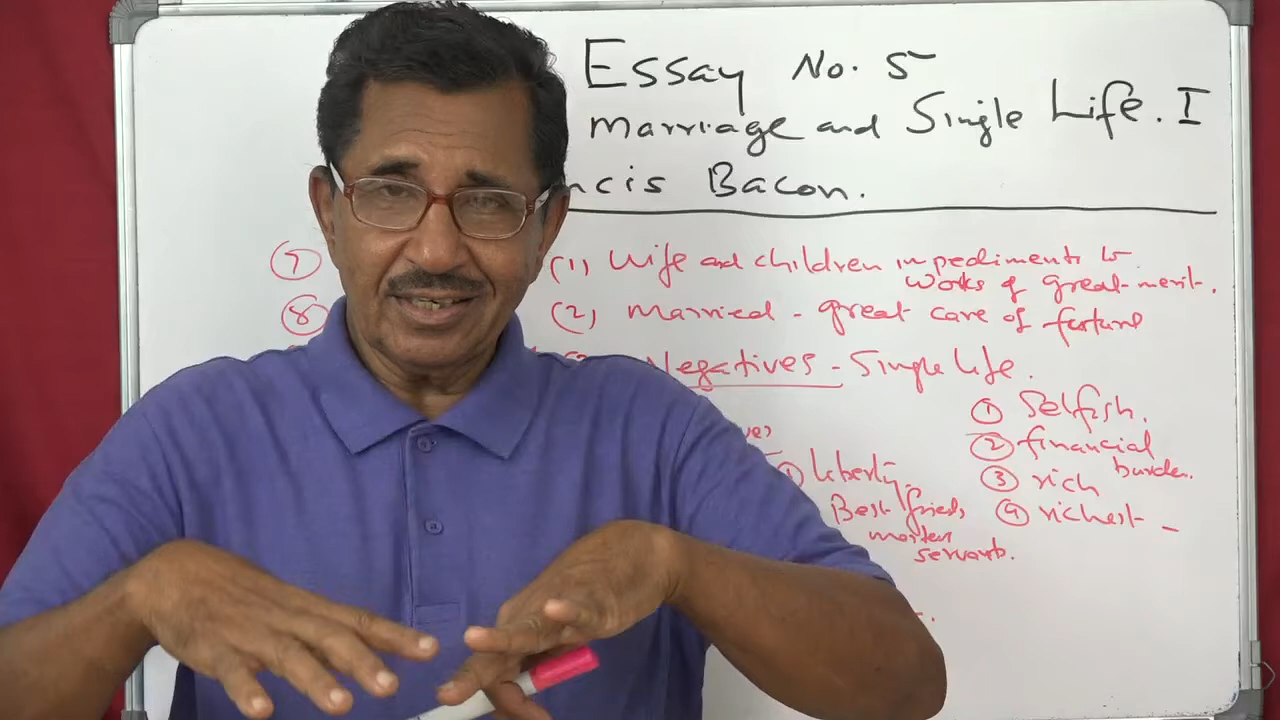 Essay No. 5
Marriage and Single Life. I
ncis Bacon.
7 (1) Wife and children impediments to
works of great merit.
8 (2) Married - great care of fortune
Negatives - Single life.
1 Selfish.
2 financial
burden.
3 rich
4 richest -
1 liberty
Best friends,
masters
servants.